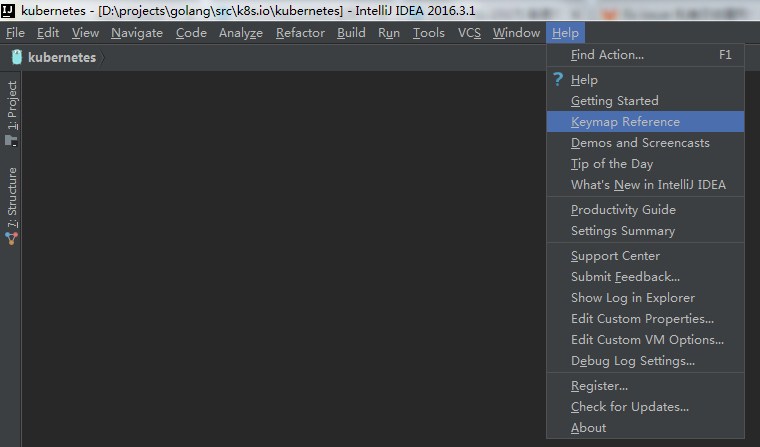 kubernetes - [D:\projects\golang\src\k8s.io\kubernetes] - IntelliJ IDEA 2016.3.1
File Edit View Navigate Code Analyze Refactor Build Run Tools VCS Window Help
kubernetes
1: Project
7: Structure
Find Action... F1
Help
Getting Started
Keymap Reference
Demos and Screencasts
Tip of the Day
What's New in IntelliJ IDEA
Productivity Guide
Settings Summary
Support Center
Submit Feedback...
Show Log in Explorer
Edit Custom Properties...
Edit Custom VM Options...
Debug Log Settings...
Register...
Check for Updates...
About